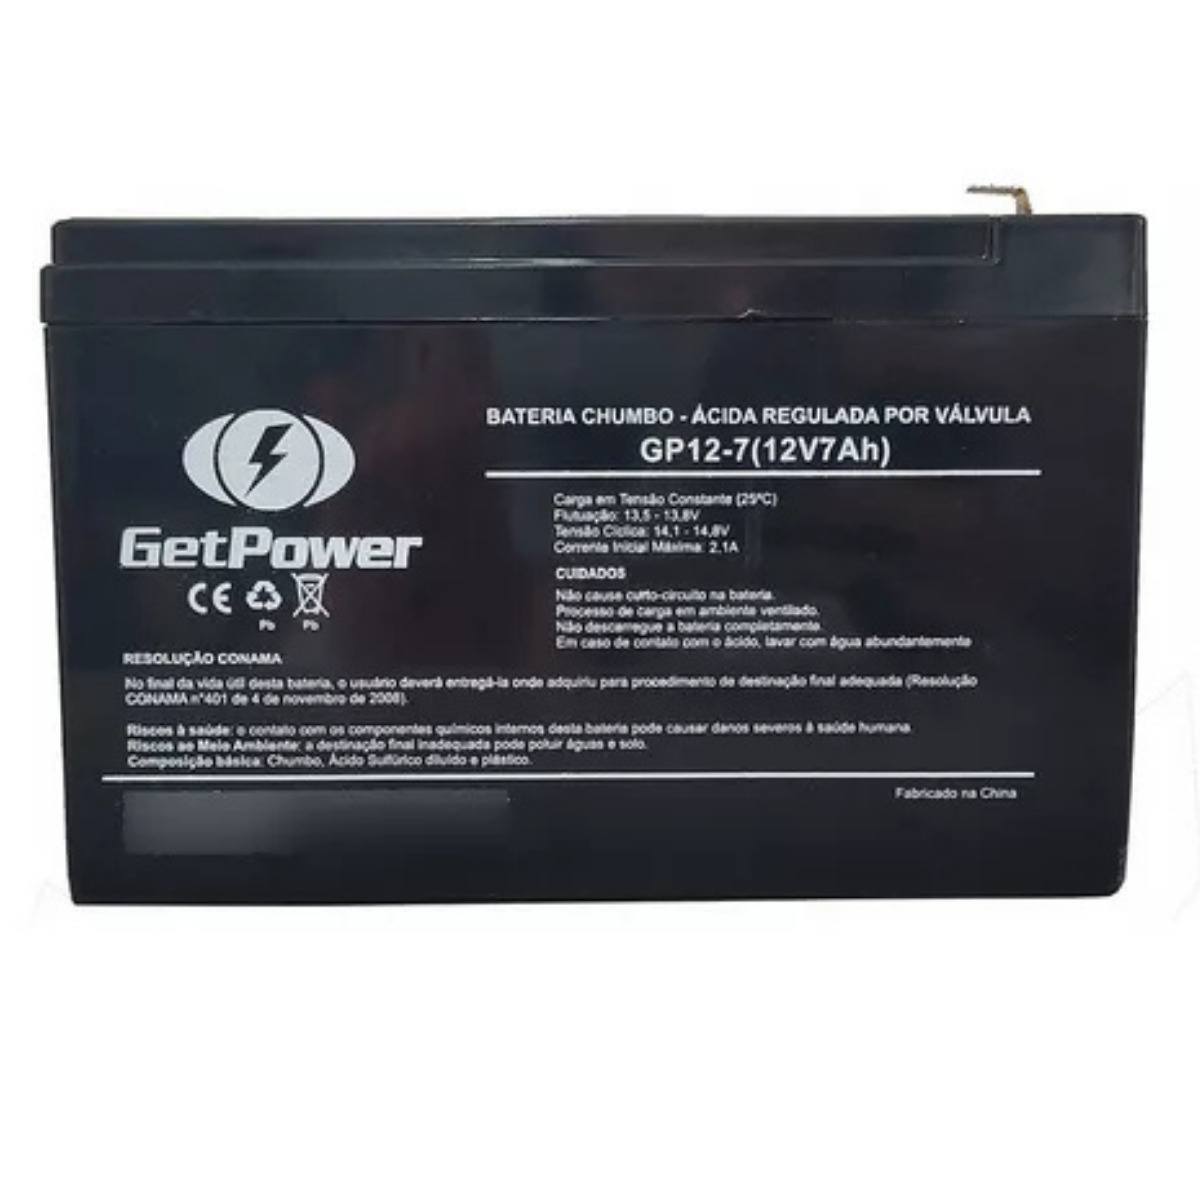 BATERIA CHUMBO - ÁCIDA REGULADA POR VÁLVULA
GP12-7(12V7Ah)
Carga em Tensão Constante (25ºC)
Flutuação: 13,5 - 13,8V
Tensão Cíclica: 14,1 - 14,8V
Corrente Inicial Máxima: 2,1A
CUIDADOS
Não cause curto-circuito na bateria.
Processo de carga em ambiente ventilado.
Não descarregue a bateria completamente.
Em caso de contato com o ácido, lavar com água abundantemente
GetPower
CE
Pb Pb
RESOLUÇÃO CONAMA
No final da vida útil desta bateria, o usuário deverá entregá-la onde adquiriu para procedimento de destinação final adequada (Resolução
CONAMA n°401 de 4 de novembro de 2008).
Riscos à saúde: o contato com os componentes químicos internos desta bateria pode causar danos severos à saúde humana.
Riscos ao Meio Ambiente: a destinação final inadequada pode poluir águas e solo.
Composição básica: Chumbo, Ácido Sulfúrico diluído e plástico.
Fabricado na China